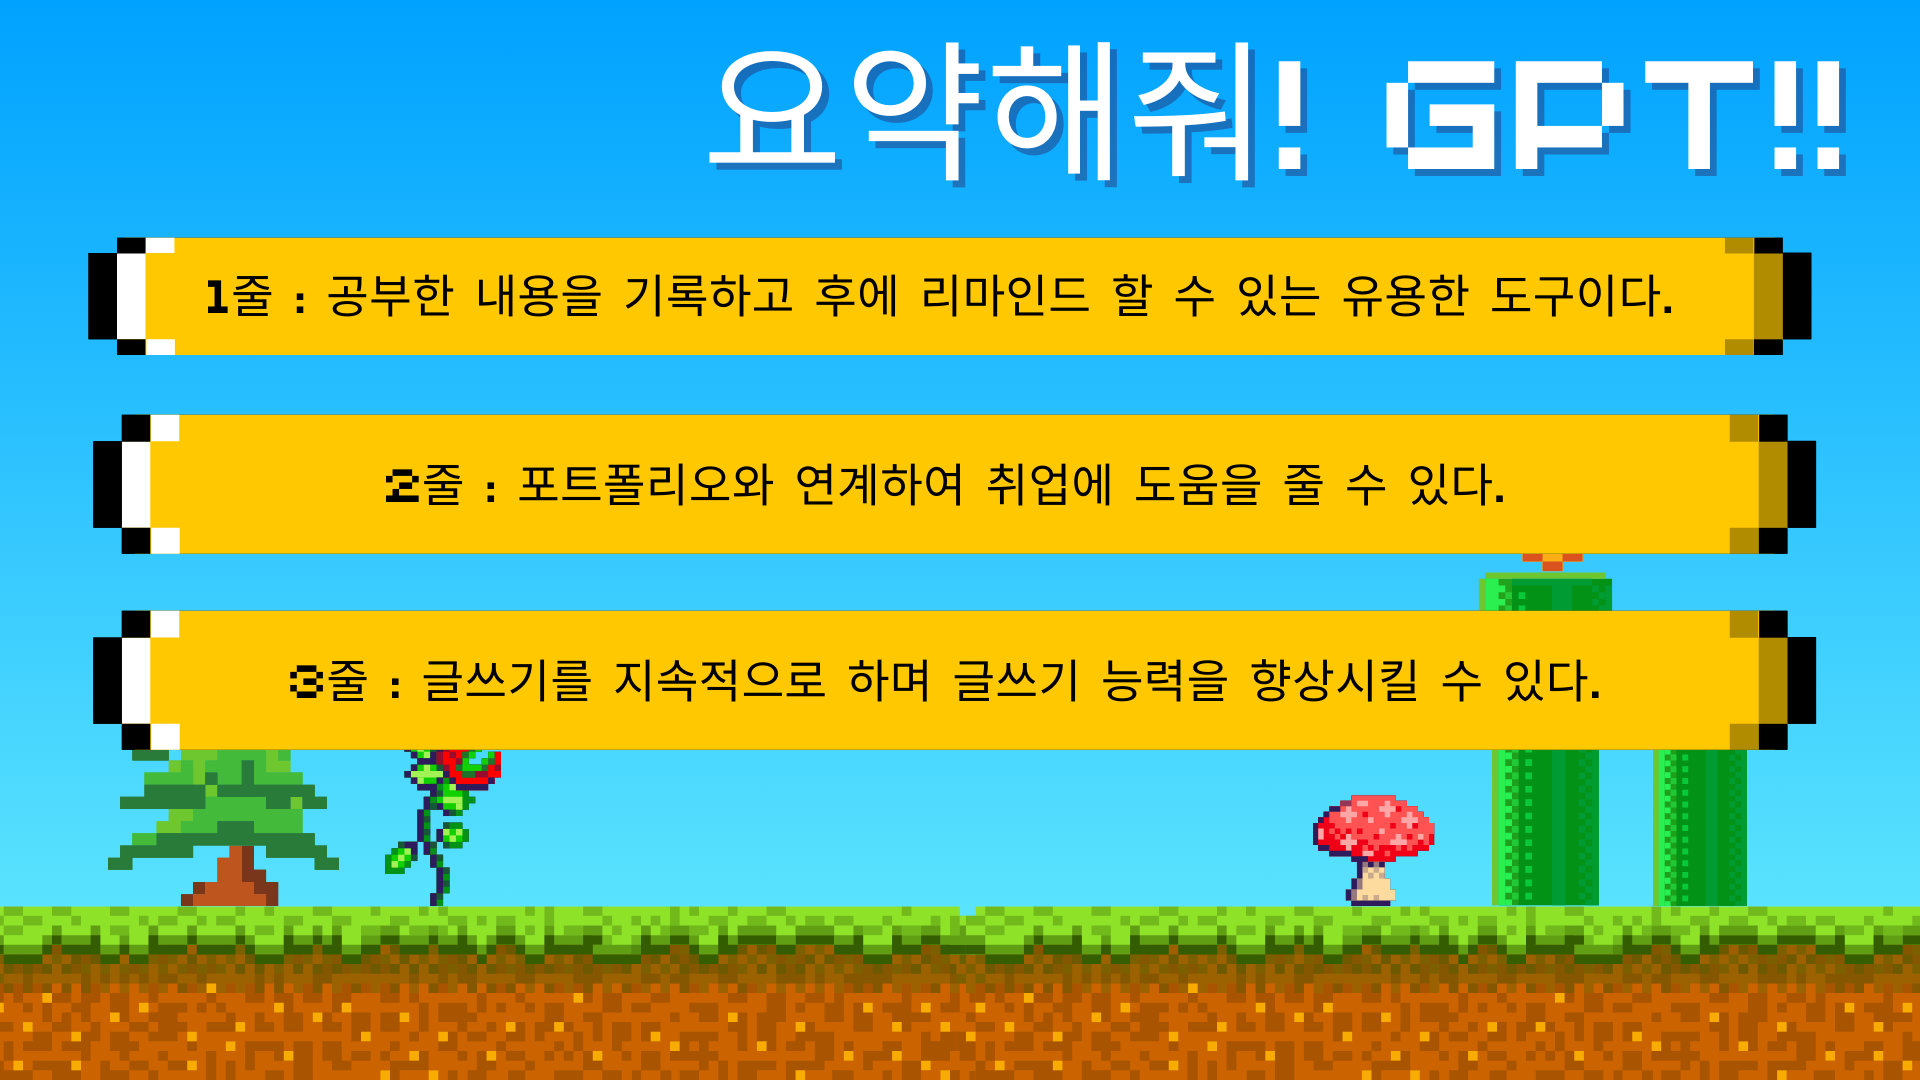 요약해줘! GPT!!
1줄 : 공부한 내용을 기록하고 후에 리마인드 할 수 있는 유용한 도구이다.
2줄 : 포트폴리오와 연계하여 취업에 도움을 줄 수 있다.
3줄 : 글쓰기를 지속적으로 하며 글쓰기 능력을 향상시킬 수 있다.